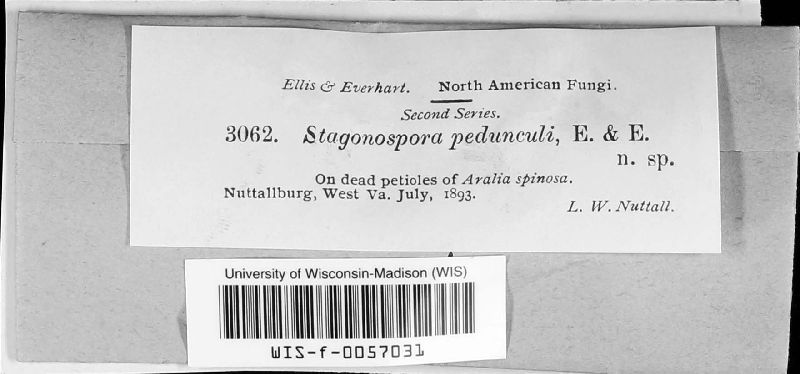 Ellis & Everhart. North American Fungi.
Second Series.
3062. Stagonospora pedunculi, E. & E.
n. sp.
On dead petioles of Aralia spinosa.
Nuttallburg, West Va. July, 1893.
L. W. Nuttall.
University of Wisconsin-Madison (WIS)
WIS-f-0057031